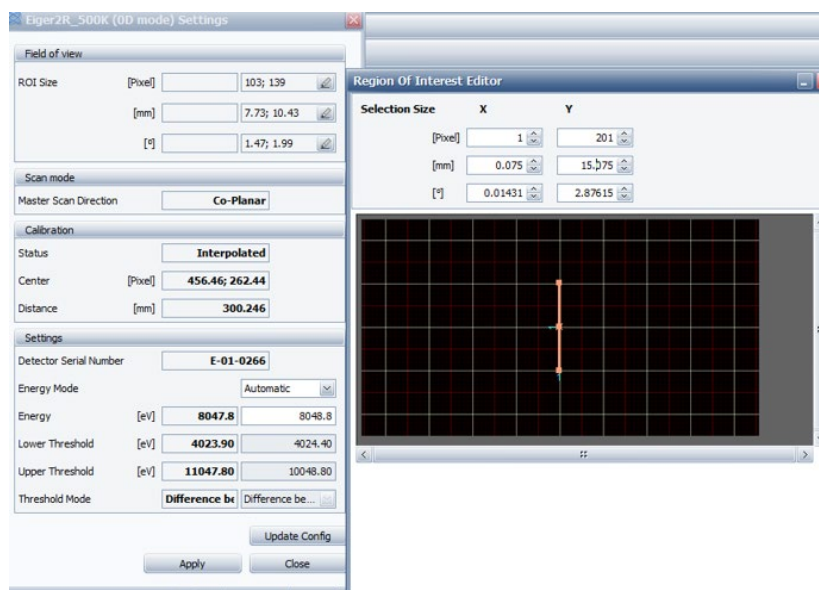 Eiger2R_500K (0D mode) Settings
Field of view
ROI Size [Pixel] 103; 139
[mm] 7.73; 10.43
[º] 1.47; 1.99
Scan mode
Master Scan Direction Co-Planar
Calibration
Status Interpolated
Center [Pixel] 456.46; 262.44
Distance [mm] 300.246
Settings
Detector Serial Number E-01-0266
Energy Mode Automatic
Energy [eV] 8047.8 8048.8
Lower Threshold [eV] 4023.90 4024.40
Upper Threshold [eV] 11047.80 10048.80
Threshold Mode Difference be Difference be...
Update Config
Apply Close
Region Of Interest Editor
Selection Size X Y
[Pixel] 1 201
[mm] 0.075 15.075
[º] 0.01431 2.87615